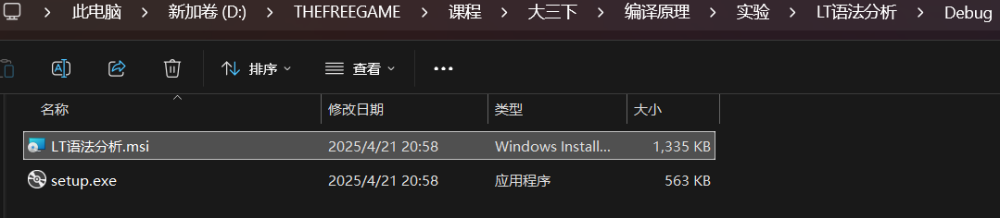 此电脑 > 新加卷 (D:) > THEFREEGAME > 课程 > 大三下 > 编译原理 > 实验 > LT语法分析 > Debug
排序 查看 •••
名称 修改日期 类型 大小
LT语法分析.msi 2025/4/21 20:58 Windows Install... 1,335 KB
setup.exe 2025/4/21 20:58 应用程序 563 KB